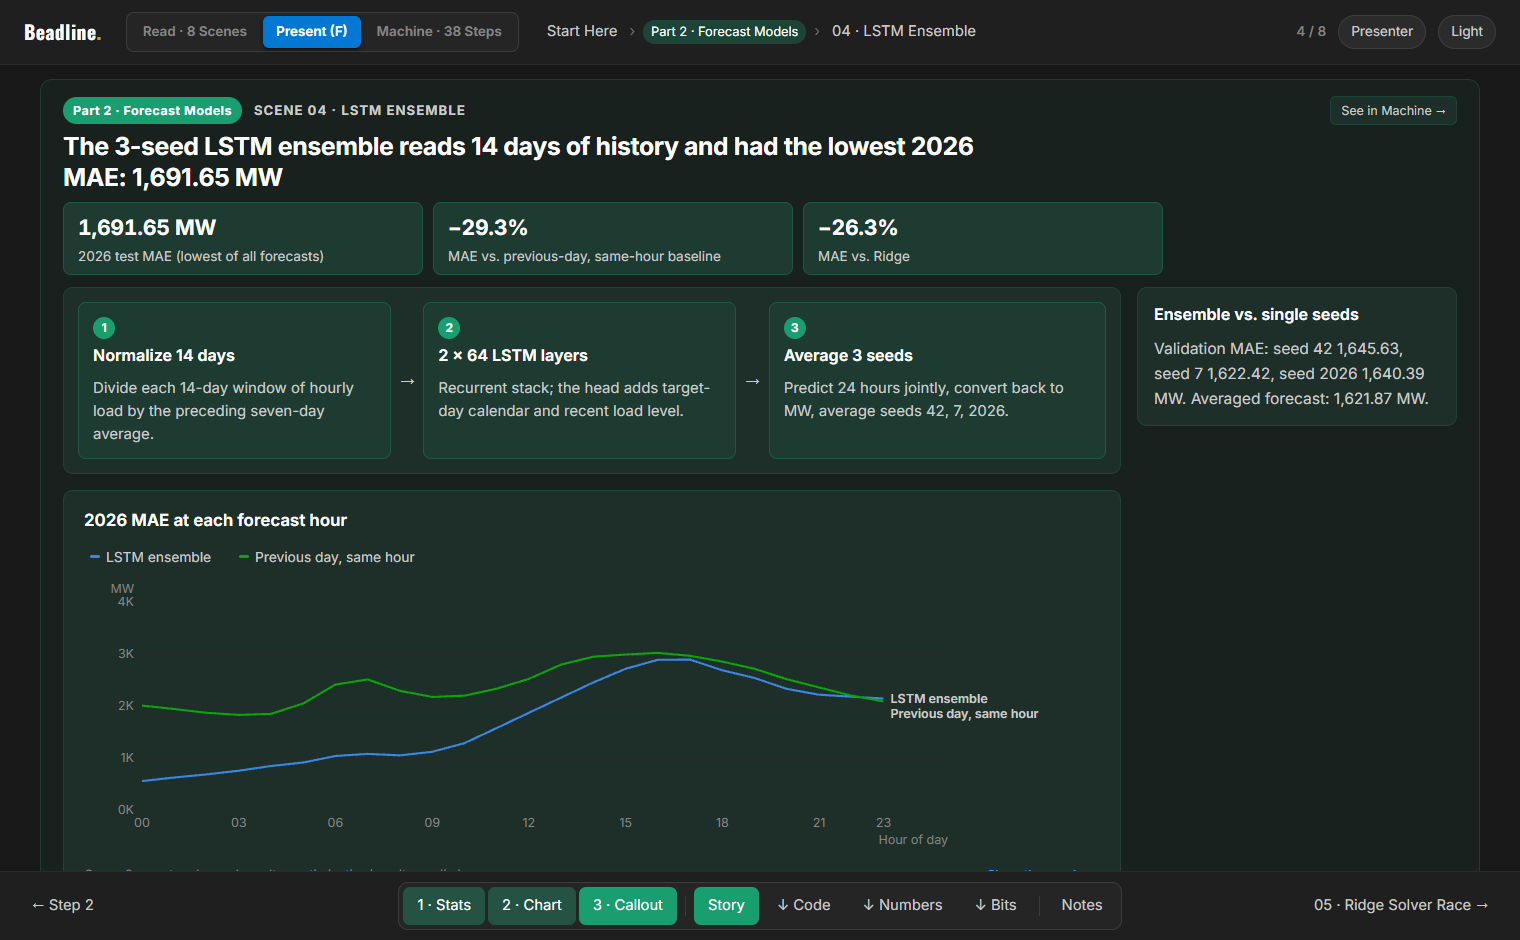 Beadline.
Read · 8 Scenes
Present (F)
Machine · 38 Steps
Start Here › Part 2 · Forecast Models › 04 · LSTM Ensemble
4 / 8
Presenter
Light
Part 2 · Forecast Models
SCENE 04 · LSTM ENSEMBLE
See in Machine →
The 3-seed LSTM ensemble reads 14 days of history and had the lowest 2026
MAE: 1,691.65 MW
1,691.65 MW
2026 test MAE (lowest of all forecasts)
−29.3%
MAE vs. previous-day, same-hour baseline
−26.3%
MAE vs. Ridge
1
Normalize 14 days
Divide each 14-day window of hourly
load by the preceding seven-day
average.
→
2
2 × 64 LSTM layers
Recurrent stack; the head adds target-
day calendar and recent load level.
→
3
Average 3 seeds
Predict 24 hours jointly, convert back to
MW, average seeds 42, 7, 2026.
Ensemble vs. single seeds
Validation MAE: seed 42 1,645.63,
seed 7 1,622.42, seed 2026 1,640.39
MW. Averaged forecast: 1,621.87 MW.
2026 MAE at each forecast hour
LSTM ensemble
Previous day, same hour
MW
4K
3K
2K
1K
0K
LSTM ensemble
Previous day, same hour
00 03 06 09 12 15 18 21 23
Hour of day
← Step 2
1 · Stats
2 · Chart
3 · Callout
Story
↓ Code
↓ Numbers
↓ Bits
Notes
05 · Ridge Solver Race →